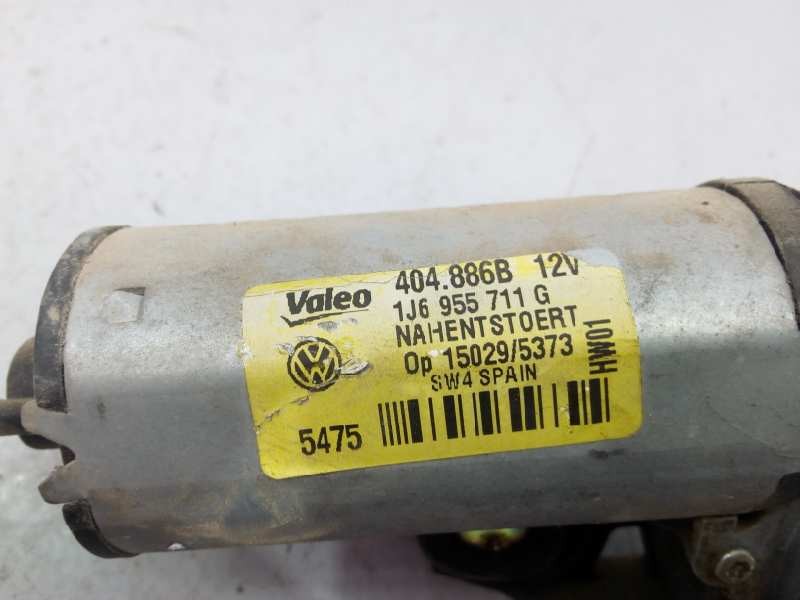 Valeo
404.886B 12V
1J6 955 711 G
NAHENTSTOERT
Op 15029/5373
SW4 SPAIN
HW01
5475